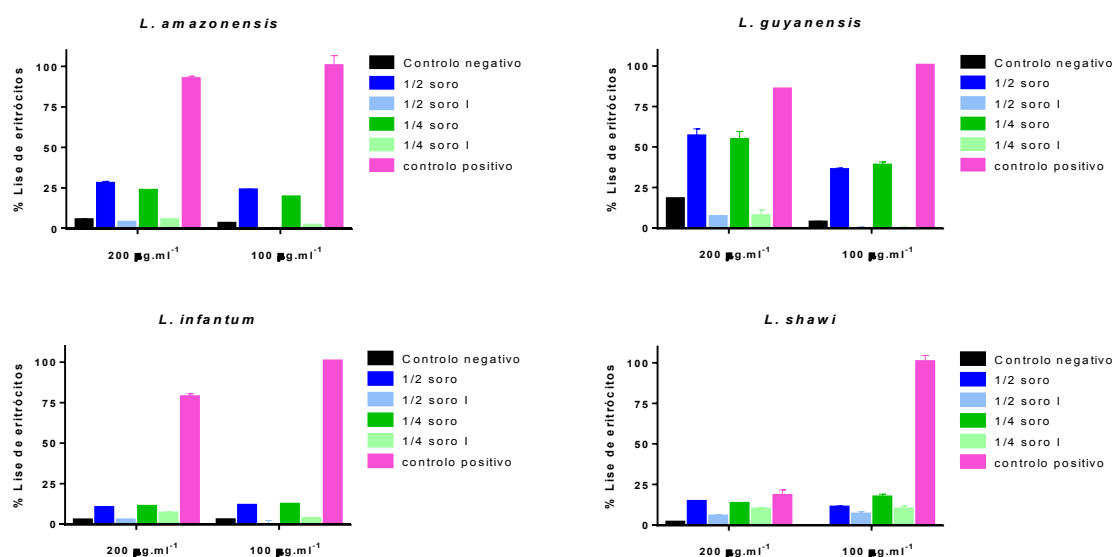 L. amazonensis
% Lise de eritrócitos
100
75
50
25
0
200 µg.ml⁻¹
100 µg.ml⁻¹
Controlo negativo
1/2 soro
1/2 soro I
1/4 soro
1/4 soro I
controlo positivo
L. guyanensis
% Lise de eritrócitos
100
75
50
25
0
200 µg.ml⁻¹
100 µg.ml⁻¹
Controlo negativo
1/2 soro
1/2 soro I
1/4 soro
1/4 soro I
controlo positivo
L. infantum
% Lise de eritrócitos
100
75
50
25
0
200 µg.ml⁻¹
100 µg.ml⁻¹
Controlo negativo
1/2 soro
1/2 soro I
1/4 soro
1/4 soro I
controlo positivo
L. shawi
% Lise de eritrócitos
100
75
50
25
0
200 µg.ml⁻¹
100 µg.ml⁻¹
Controlo negativo
1/2 soro
1/2 soro I
1/4 soro
1/4 soro I
controlo positivo